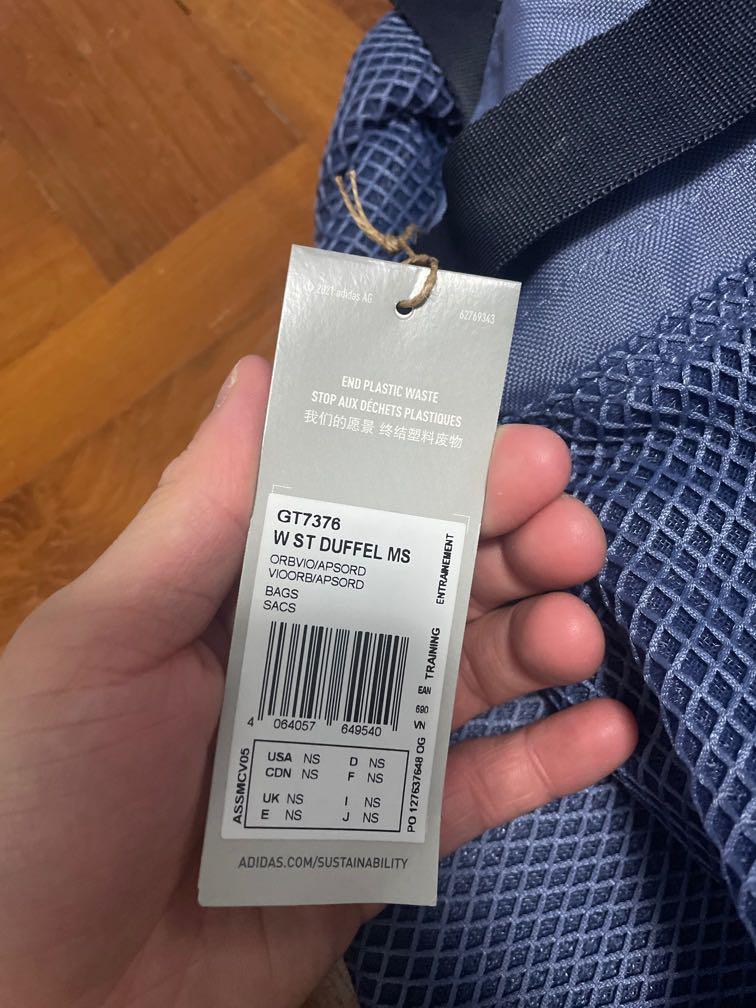 © 2021 adidas AG
62769343
END PLASTIC WASTE
STOP AUX DÉCHETS PLASTIQUES
我们的愿景 终结塑料废物
GT7376
W ST DUFFEL MS
ORBVIO/APSORD
VIOORB/APSORD
BAGS
SACS
TRAINING ENTRAINEMENT
EAN
690
VN
4 064057 649540
USA NS D NS
CDN NS F NS
UK NS I NS
E NS J NS
ASSMCV05
PO 127637648 OG
ADIDAS.COM/SUSTAINABILITY